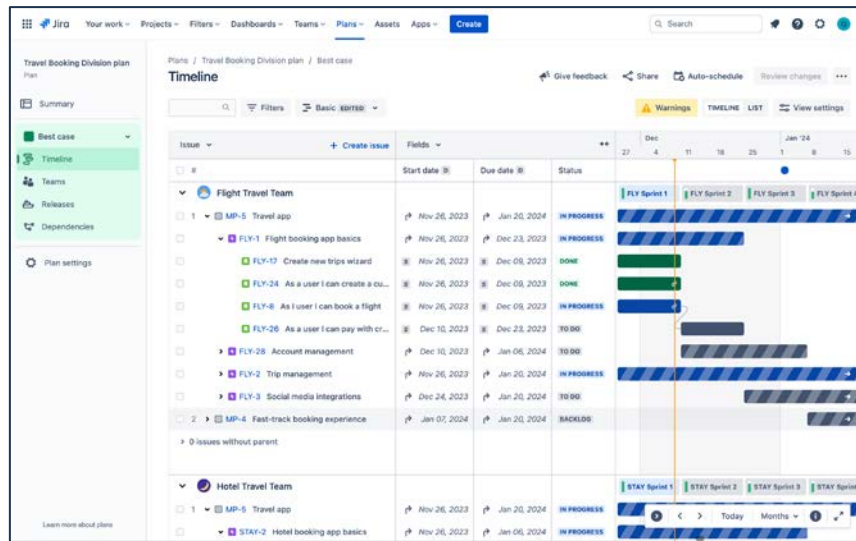 Jira Your work Projects Filters Dashboards Teams Plans Assets Apps Create Search
Travel Booking Division plan
Plan
Summary
Best case
Timeline
Teams
Releases
Dependencies
Plan settings
Learn more about plans
Plans / Travel Booking Division plan / Best case
Timeline Give feedback Share Auto-schedule Review changes
Filters Basic EDITED Warnings TIMELINE LIST View settings
Issue + Create issue Fields Dec Jan '24
27 4 11 18 25 1 8 15
# Start date D Due date D Status
Flight Travel Team FLY Sprint 1 FLY Sprint 2 FLY Sprint 3 FLY Sprint
1 MP-5 Travel app Nov 26, 2023 Jan 20, 2024 IN PROGRESS
FLY-1 Flight booking app basics Nov 26, 2023 Dec 23, 2023 IN PROGRESS
FLY-17 Create new trips wizard Nov 26, 2023 Dec 09, 2023 DONE
FLY-24 As a user I can create a cu... Nov 26, 2023 Dec 09, 2023 DONE
FLY-8 As I user I can book a flight Nov 26, 2023 Dec 09, 2023 IN PROGRESS
FLY-26 As a user I can pay with cr... Dec 10, 2023 Dec 23, 2023 TO DO
FLY-28 Account management Dec 10, 2023 Jan 06, 2024 TO DO
FLY-2 Trip management Nov 26, 2023 Jan 20, 2024 IN PROGRESS
FLY-3 Social media integrations Dec 24, 2023 Jan 20, 2024 TO DO
2 MP-4 Fast-track booking experience Jan 07, 2024 Jan 20, 2024 BACKLOG
0 issues without parent
Hotel Travel Team STAY Sprint 1 STAY Sprint 2 STAY Sprint 3 STAY Sprint
1 MP-5 Travel app Nov 26, 2023 Jan 20, 2024 IN PROGRESS
Today Months
STAY-2 Hotel booking app basics Nov 26, 2023 Jan 06, 2024 IN PROGRESS